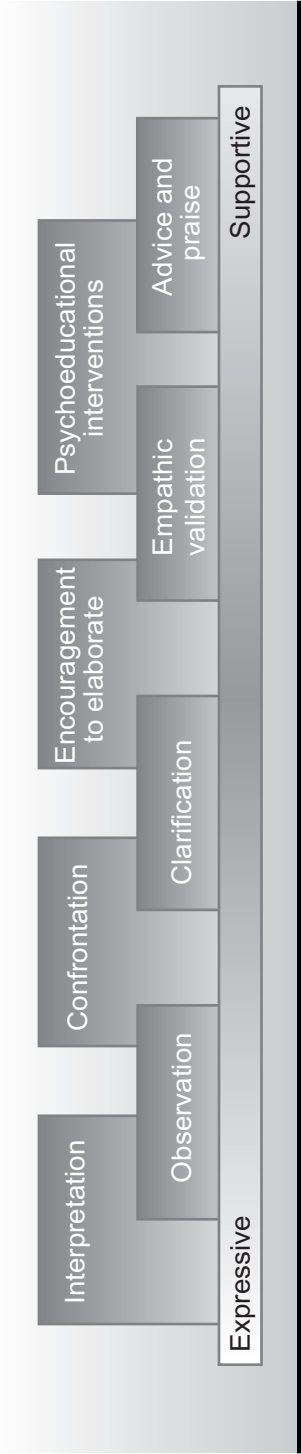 Interpretation
Observation
Confrontation
Clarification
Encouragement
to elaborate
Empathic
validation
Psychoeducational
interventions
Advice and
praise
Expressive
Supportive